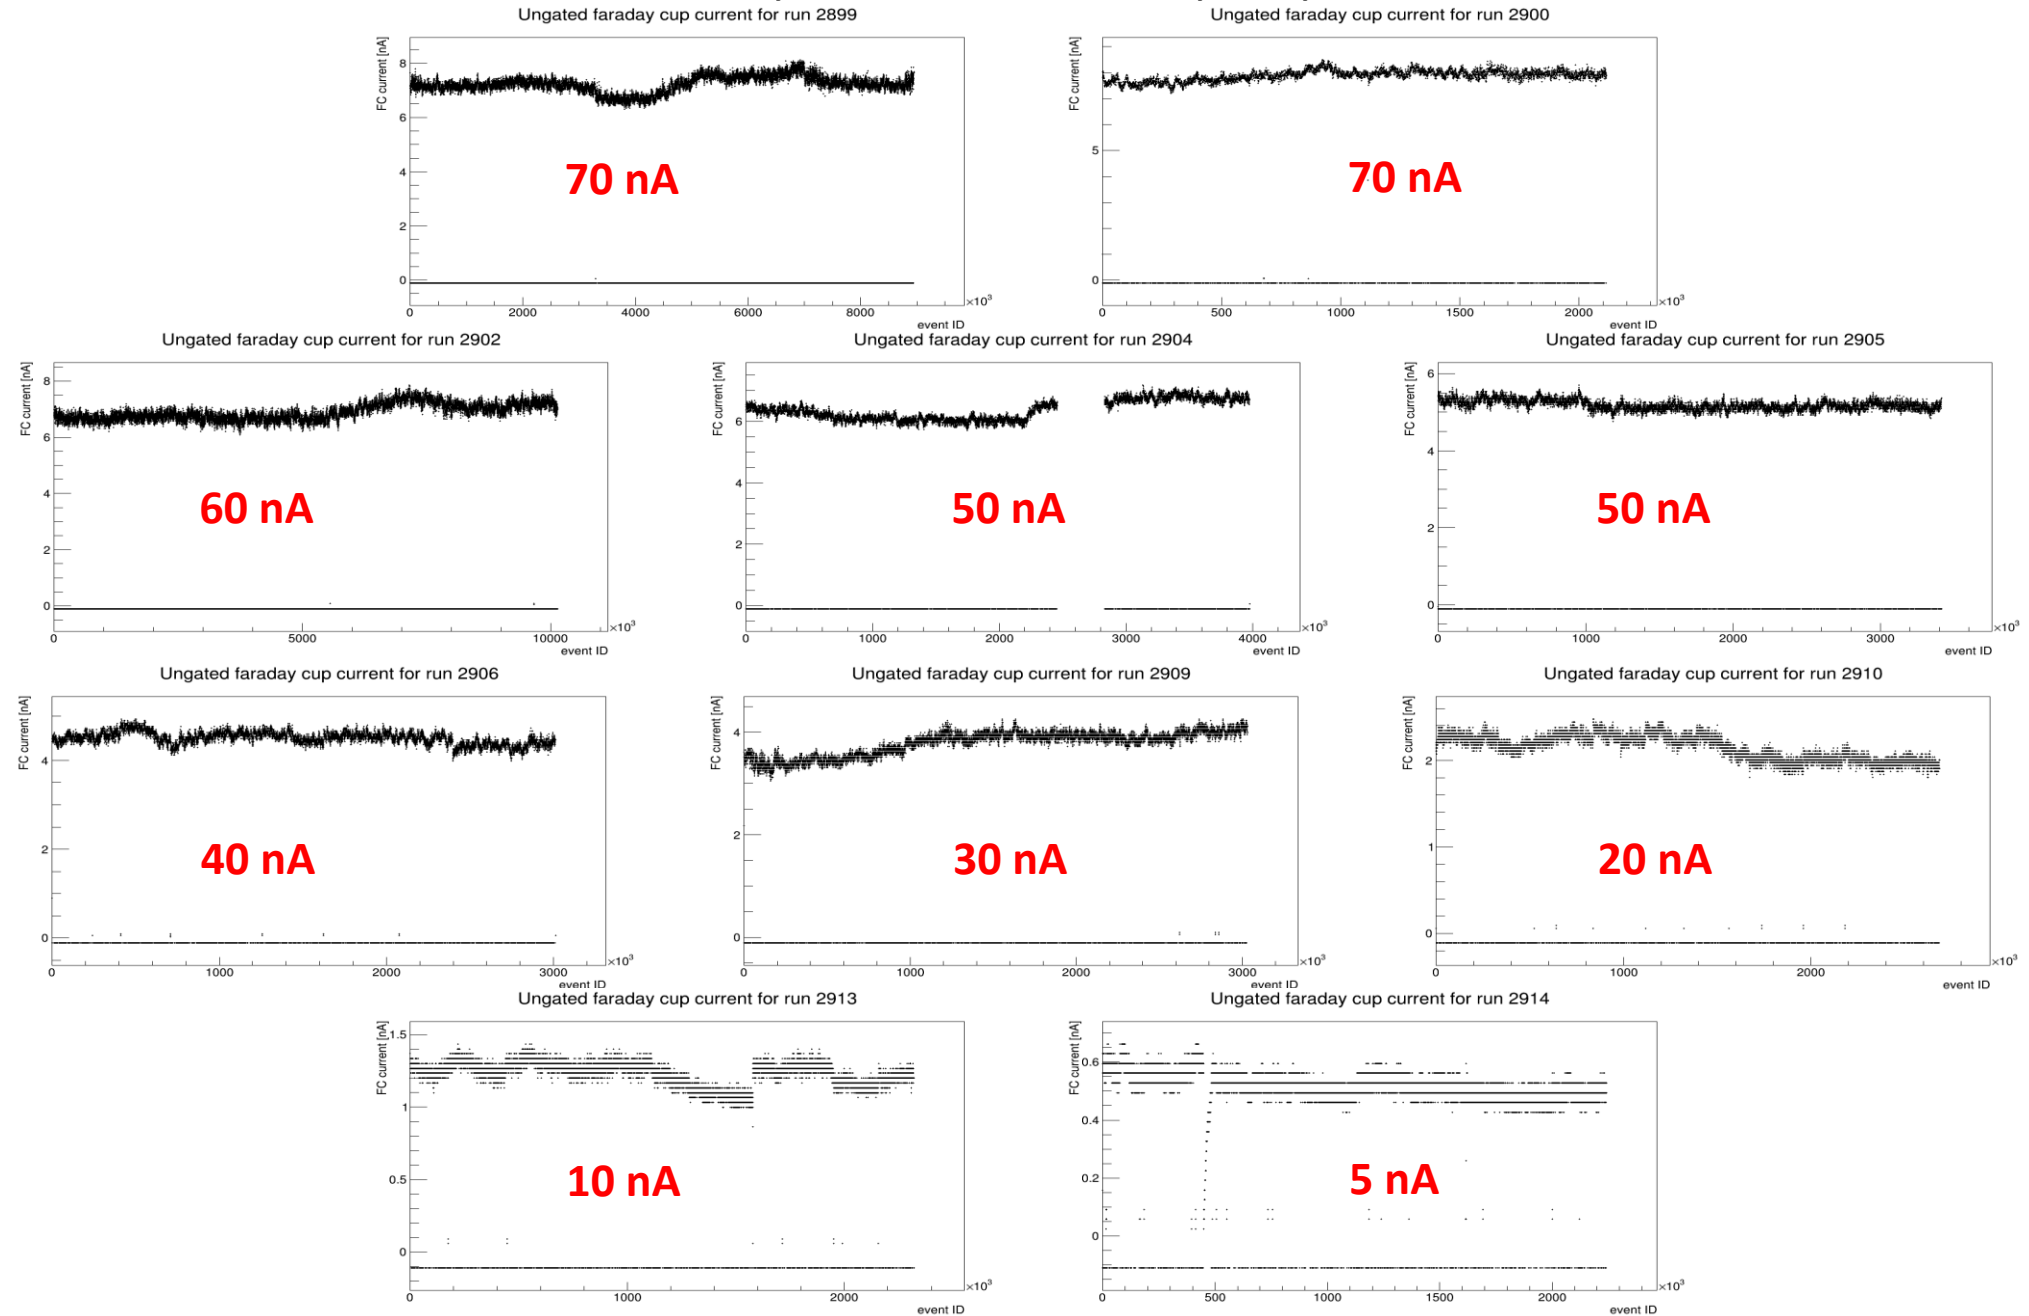 Ungated faraday cup current for run 2899
FC current [nA]
8
6
4
2
0
70 nA
0 2000 4000 6000 8000
×10³
event ID
Ungated faraday cup current for run 2900
FC current [nA]
5
0
70 nA
0 500 1000 1500 2000
×10³
event ID
Ungated faraday cup current for run 2902
FC current [nA]
8
6
4
2
0
60 nA
0 5000 10000
×10³
event ID
Ungated faraday cup current for run 2904
FC current [nA]
6
4
2
0
50 nA
0 1000 2000 3000 4000
×10³
event ID
Ungated faraday cup current for run 2905
FC current [nA]
6
4
2
0
50 nA
0 1000 2000 3000
×10³
event ID
Ungated faraday cup current for run 2906
FC current [nA]
4
2
0
40 nA
0 1000 2000 3000
×10³
event ID
Ungated faraday cup current for run 2909
FC current [nA]
4
2
0
30 nA
0 1000 2000 3000
×10³
event ID
Ungated faraday cup current for run 2910
FC current [nA]
2
1
0
20 nA
0 1000 2000
×10³
event ID
Ungated faraday cup current for run 2913
FC current [nA]
1.5
1
0.5
0
10 nA
0 1000 2000
×10³
event ID
Ungated faraday cup current for run 2914
FC current [nA]
0.6
0.4
0.2
0
5 nA
0 500 1000 1500 2000
×10³
event ID